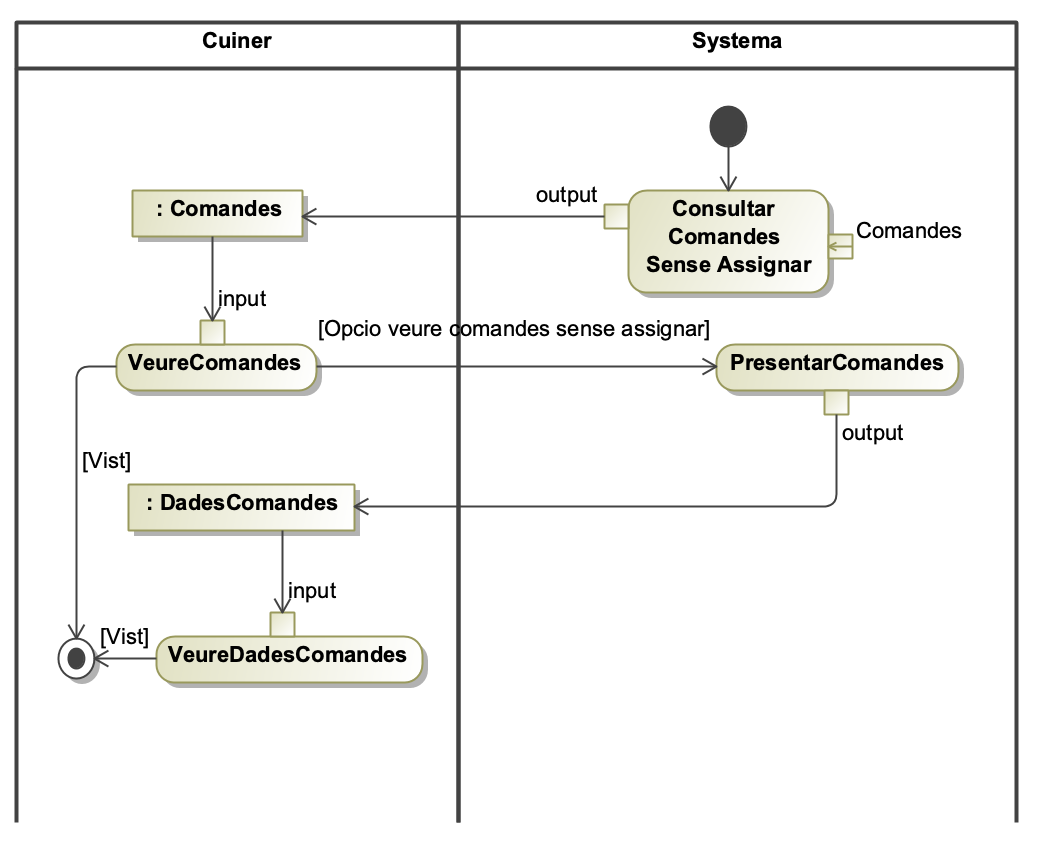 Cuiner
Systema
: Comandes
output
Consultar
Comandes
Sense Assignar
Comandes
input
[Opcio veure comandes sense assignar]
VeureComandes
PresentarComandes
output
[Vist]
: DadesComandes
input
[Vist]
VeureDadesComandes